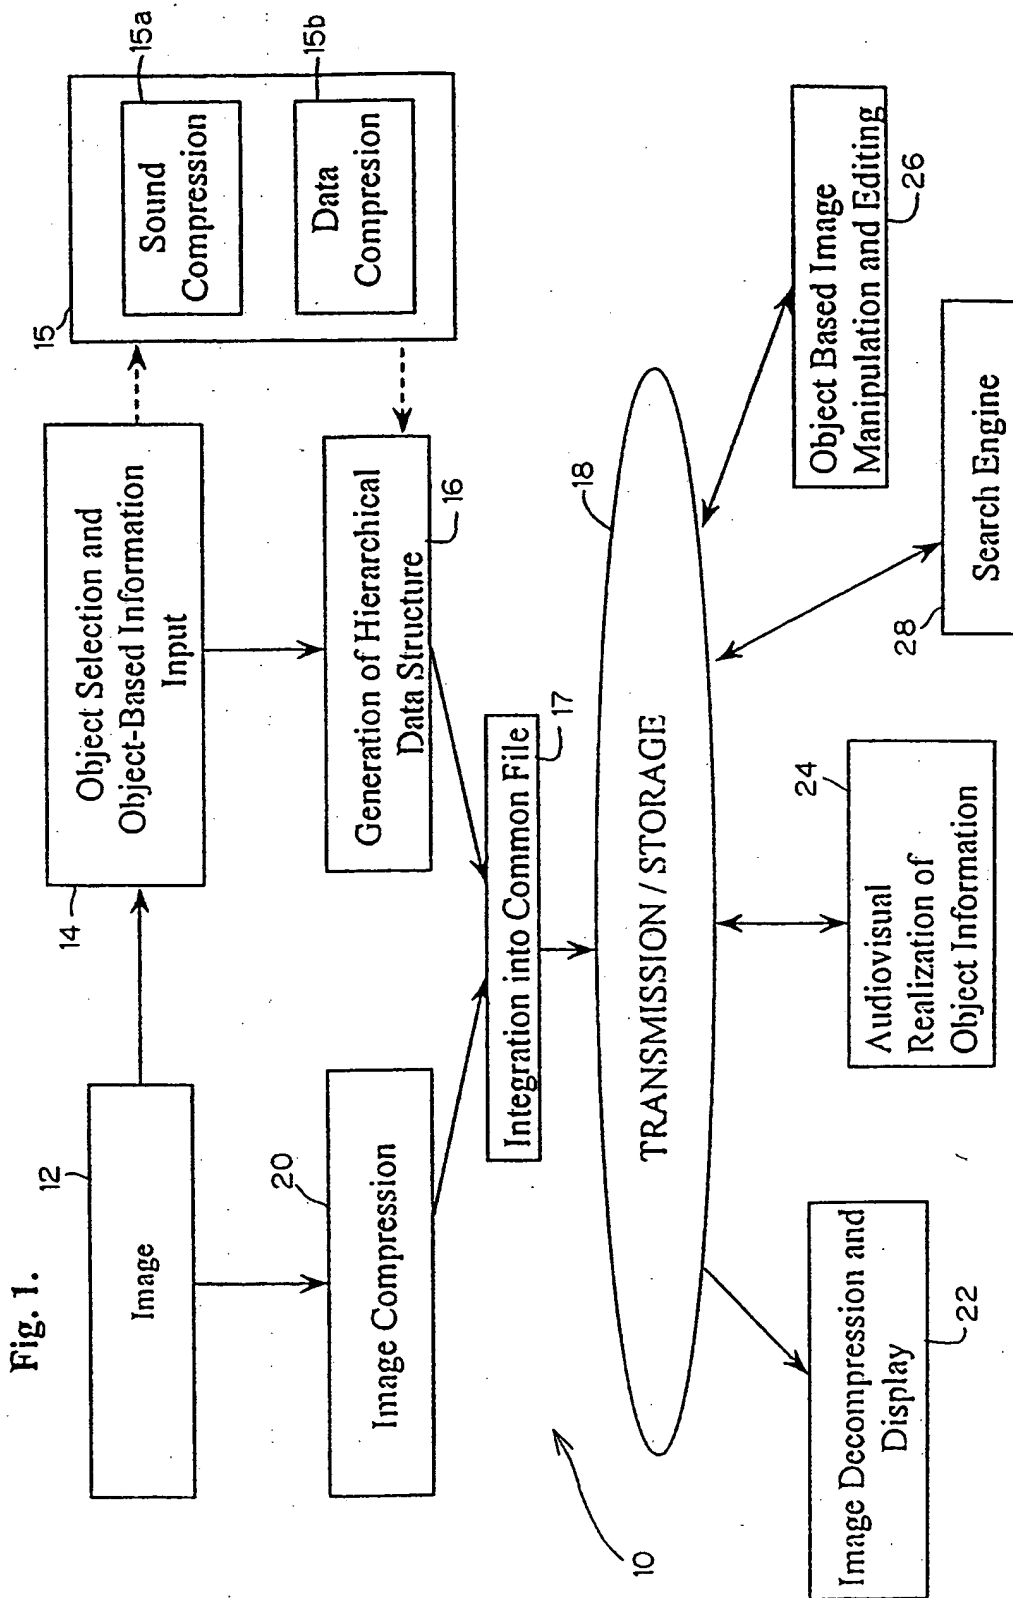 Fig. 1.
12
Image
14
Object Selection and
Object-Based Information
Input
15
15a
Sound
Compression
15b
Data
Compresion
20
Image Compression
Generation of Hierarchical
Data Structure
16
Integration into Common File
17
18
TRANSMISSION / STORAGE
10
Image Decompression and
Display
22
24
Audiovisual
Realization of
Object Information
28
Search Engine
Object Based Image
Manipulation and Editing
26